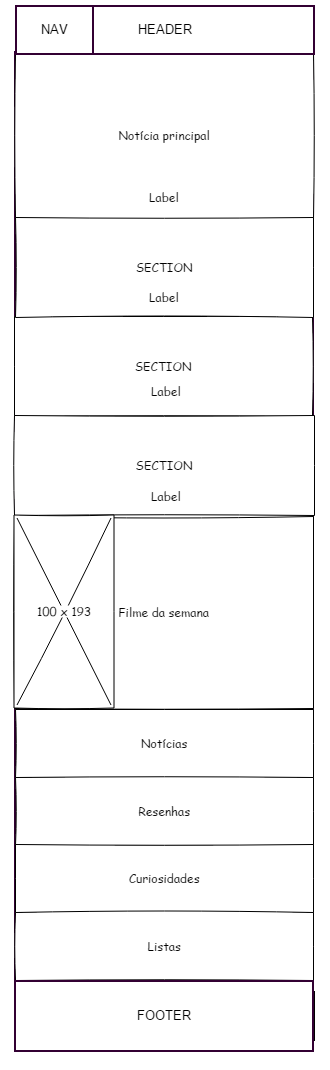 NAV
HEADER
Notícia principal
Label
SECTION
Label
SECTION
Label
SECTION
Label
100 x 193
Filme da semana
Notícias
Resenhas
Curiosidades
Listas
FOOTER